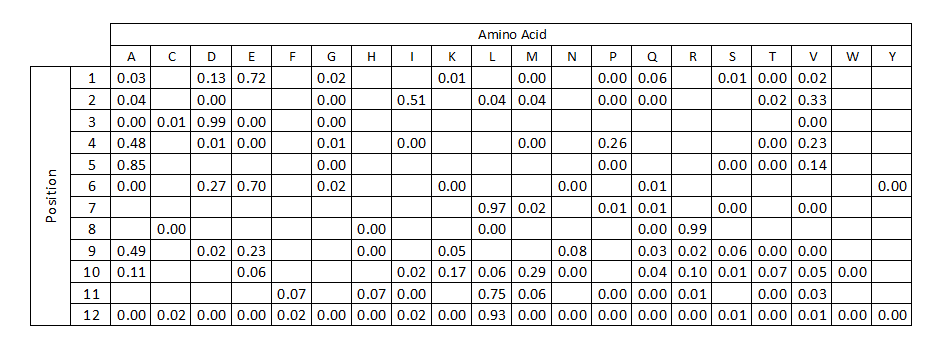 Amino Acid
A C D E F G H I K L M N P Q R S T V W Y
Position
1 0.03 0.13 0.72 0.02 0.01 0.00 0.00 0.06 0.01 0.00 0.02
2 0.04 0.00 0.00 0.51 0.04 0.04 0.00 0.00 0.02 0.33
3 0.00 0.01 0.99 0.00 0.00 0.00
4 0.48 0.01 0.00 0.01 0.00 0.00 0.26 0.00 0.23
5 0.85 0.00 0.00 0.00 0.00 0.14
6 0.00 0.27 0.70 0.02 0.00 0.00 0.01 0.00
7 0.97 0.02 0.01 0.01 0.00 0.00
8 0.00 0.00 0.00 0.00 0.99
9 0.49 0.02 0.23 0.00 0.05 0.08 0.03 0.02 0.06 0.00 0.00
10 0.11 0.06 0.02 0.17 0.06 0.29 0.00 0.04 0.10 0.01 0.07 0.05 0.00
11 0.07 0.07 0.00 0.75 0.06 0.00 0.00 0.01 0.00 0.03
12 0.00 0.02 0.00 0.00 0.02 0.00 0.00 0.02 0.00 0.93 0.00 0.00 0.00 0.00 0.00 0.01 0.00 0.01 0.00 0.00